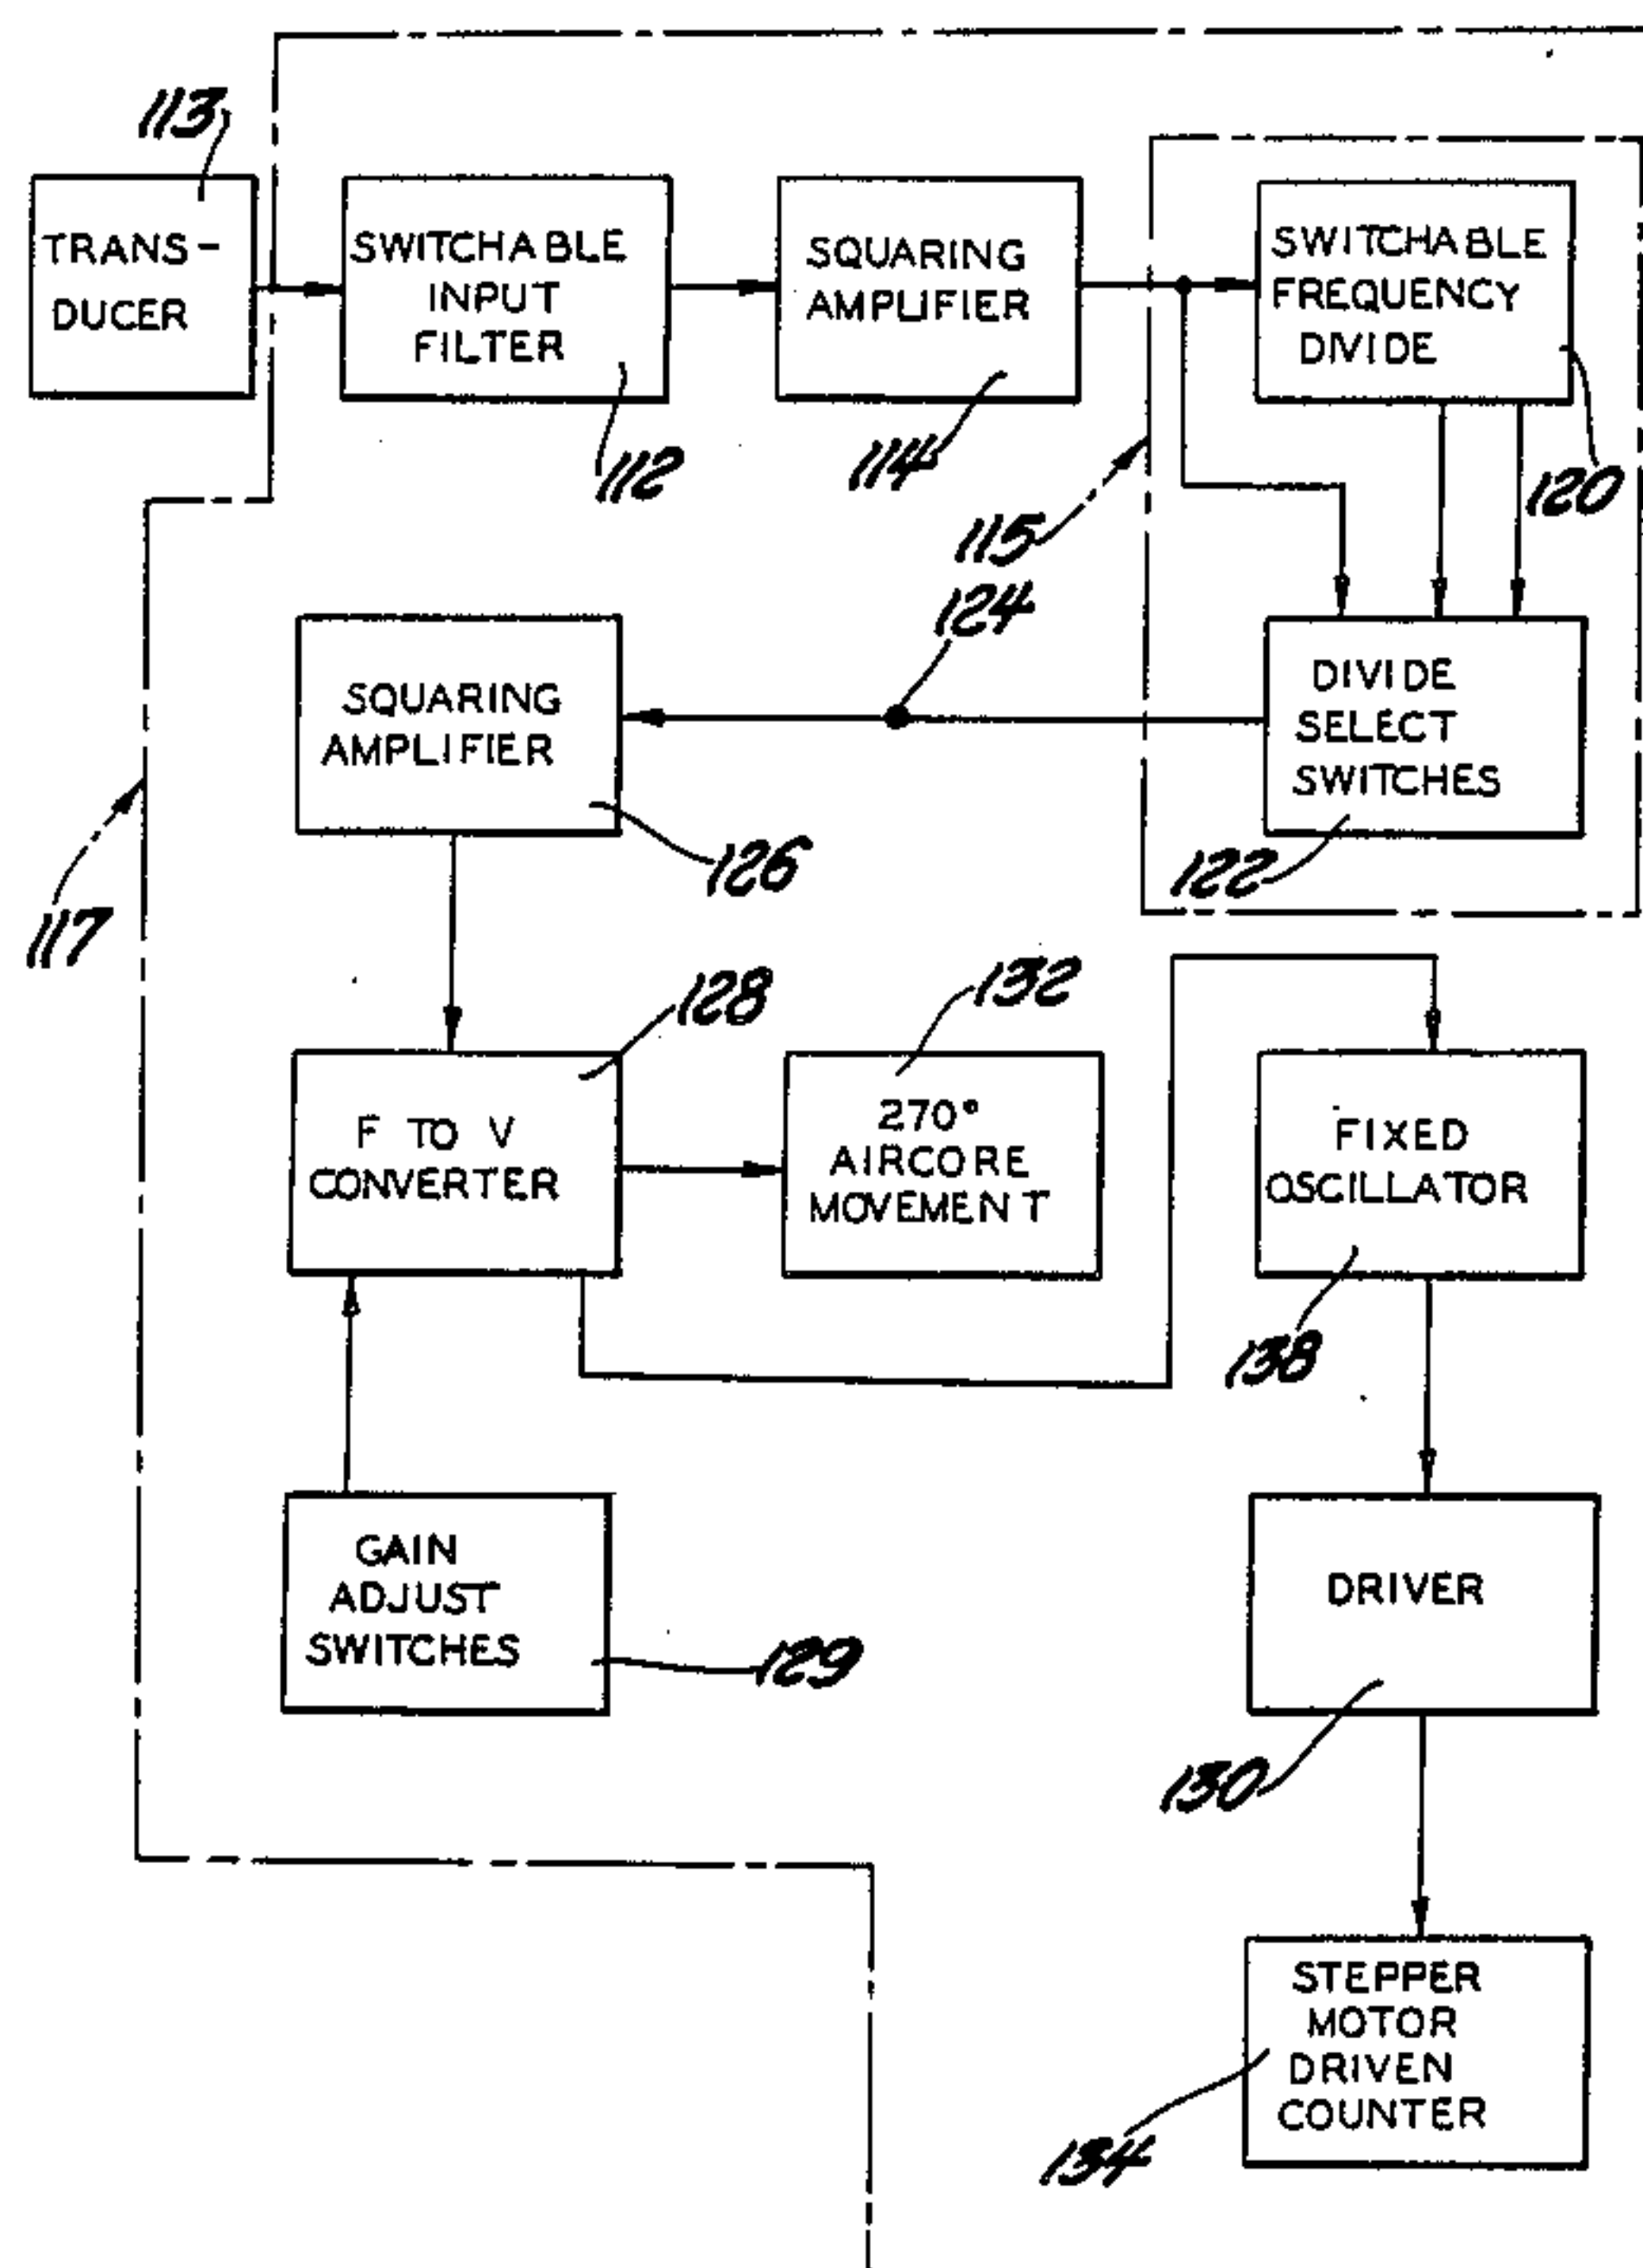 113
TRANS-
DUCER
SWITCHABLE
INPUT
FILTER
112
SQUARING
AMPLIFIER
114
SWITCHABLE
FREQUENCY
DIVIDE
120
115
124
SQUARING
AMPLIFIER
126
DIVIDE
SELECT
SWITCHES
122
117
128
132
F TO V
CONVERTER
270°
AIRCORE
MOVEMENT
FIXED
OSCILLATOR
138
GAIN
ADJUST
SWITCHES
129
DRIVER
130
STEPPER
MOTOR
DRIVEN
COUNTER
134